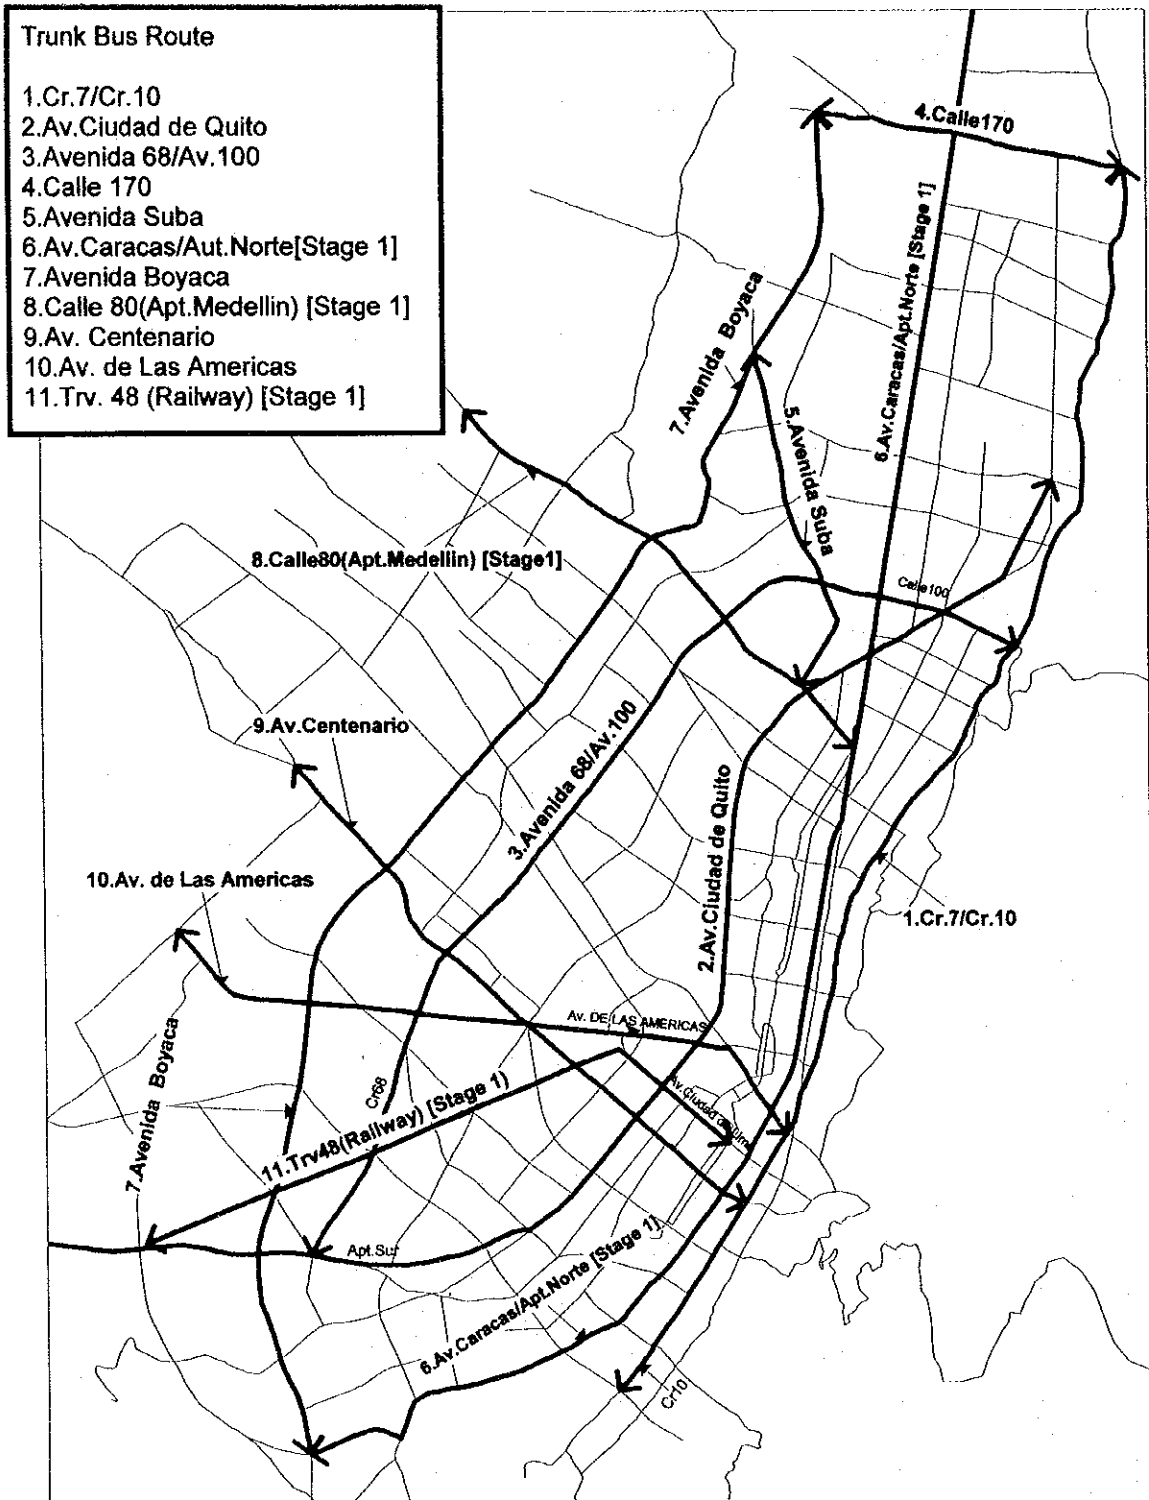 Trunk Bus Route
1.Cr.7/Cr.10
2.Av.Ciudad de Quito
3.Avenida 68/Av.100
4.Calle 170
5.Avenida Suba
6.Av.Caracas/Aut.Norte[Stage 1]
7.Avenida Boyaca
8.Calle 80(Apt.Medellin) [Stage 1]
9.Av. Centenario
10.Av. de Las Americas
11.Trv. 48 (Railway) [Stage 1]
4.Calle170
6.Av.Caracas/Apt.Norte [Stage 1]
7.Avenida Boyaca
5.Avenida Suba
8.Calle80(Apt.Medellin) [Stage1]
Calle100
9.Av.Centenario
3.Avenida 68/Av.100
2.Av.Ciudad de Quito
10.Av. de Las Americas
1.Cr.7/Cr.10
Av. DE LAS AMERICAS
7.Avenida Boyaca
Cr68
11.Trv48(Railway) [Stage 1)
Av.Ciudad de
Apt.Sur
6.Av.Caracas/Apt.Norte [Stage 1]
Cr10